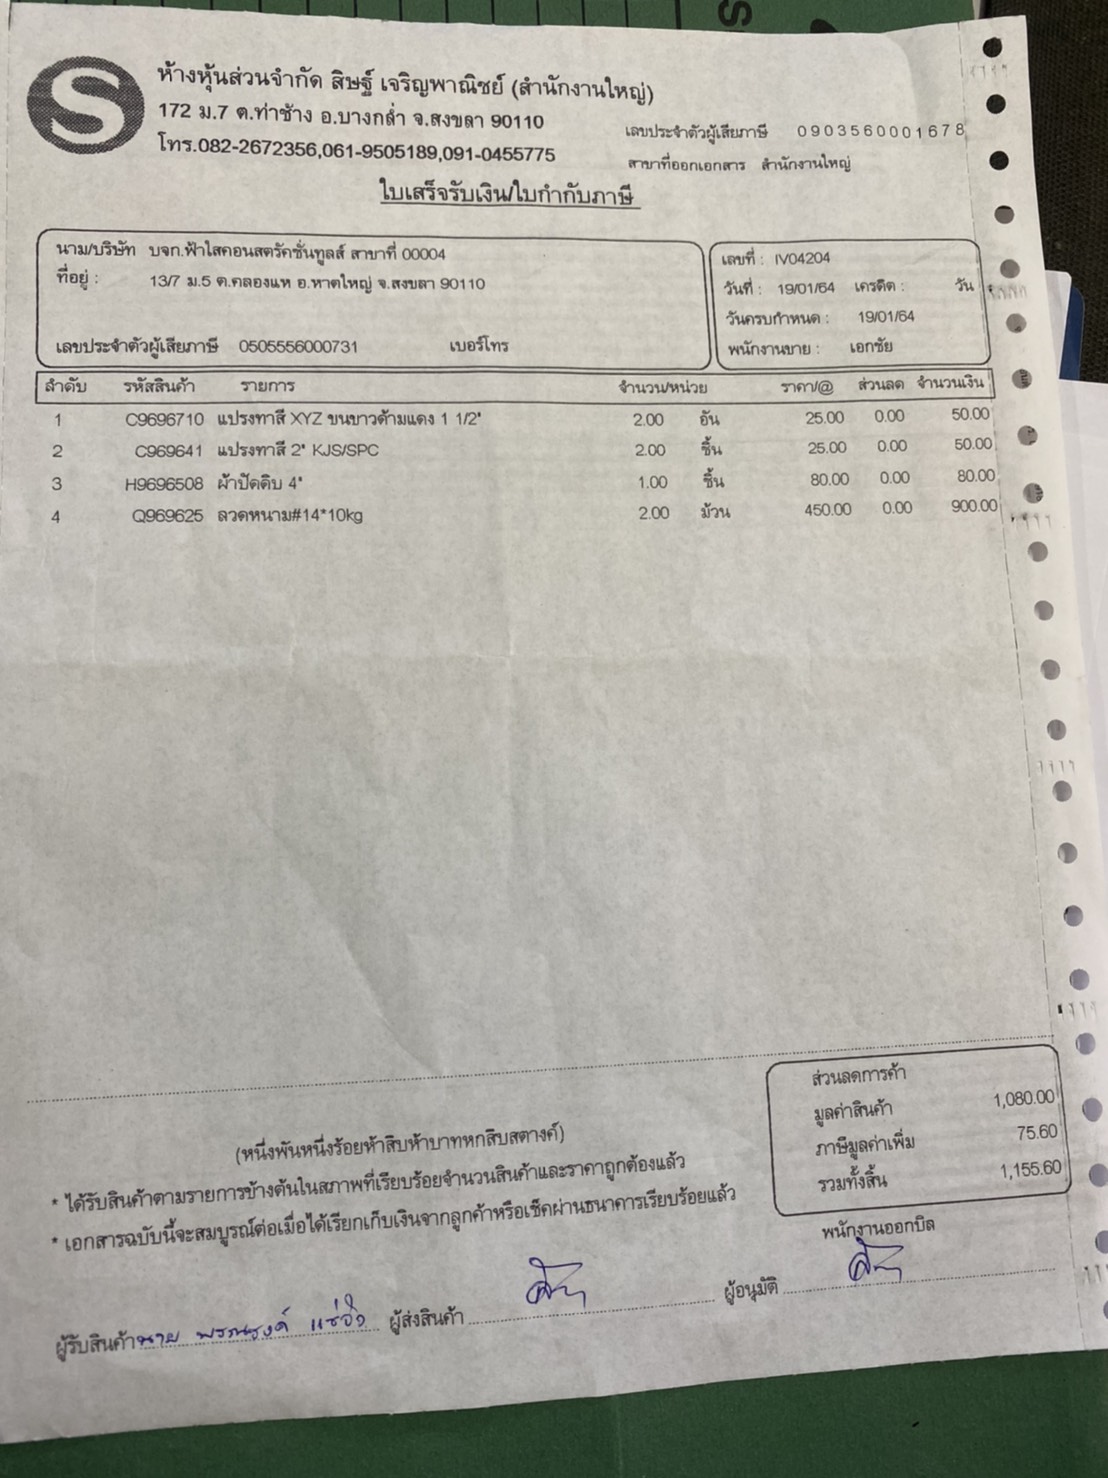 S
ห้างหุ้นส่วนจำกัด สิษฐ์ เจริญพาณิชย์ (สำนักงานใหญ่)
172 ม.7 ต.ท่าช้าง อ.บางกล่ำ จ.สงขลา 90110
โทร.082-2672356,061-9505189,091-0455775
เลขประจำตัวผู้เสียภาษี 0903560001678
สาขาที่ออกเอกสาร สำนักงานใหญ่
ใบเสร็จรับเงิน/ใบกำกับภาษี
นาม/บริษัท บจก.ฟ้าใสคอนสตรัคชั่นทูลส์ สาขาที่ 00004
ที่อยู่ : 13/7 ม.5 ต.คลองแห อ.หาดใหญ่ จ.สงขลา 90110
เลขประจำตัวผู้เสียภาษี 0505556000731 เบอร์โทร
เลขที่ : IV04204
วันที่ : 19/01/64 เครดิต : วัน
วันครบกำหนด : 19/01/64
พนักงานขาย : เอกชัย
ลำดับ รหัสสินค้า รายการ จำนวน/หน่วย ราคา/@ ส่วนลด จำนวนเงิน
1 C9696710 แปรงทาสี XYZ ขนขาวด้ามแดง 1 1/2" 2.00 อัน 25.00 0.00 50.00
2 C969641 แปรงทาสี 2" KJS/SPC 2.00 ชิ้น 25.00 0.00 50.00
3 H9696508 ผ้าปัดดิบ 4" 1.00 ชิ้น 80.00 0.00 80.00
4 Q969625 ลวดหนาม#14*10kg 2.00 ม้วน 450.00 0.00 900.00
ส่วนลดการค้า
มูลค่าสินค้า 1,080.00
ภาษีมูลค่าเพิ่ม 75.60
รวมทั้งสิ้น 1,155.60
(หนึ่งพันหนึ่งร้อยห้าสิบห้าบาทหกสิบสตางค์)
* ได้รับสินค้าตามรายการข้างต้นในสภาพที่เรียบร้อยจำนวนสินค้าและราคาถูกต้องแล้ว
* เอกสารฉบับนี้จะสมบูรณ์ต่อเมื่อได้เรียกเก็บเงินจากลูกค้าหรือเช็คผ่านธนาคารเรียบร้อยแล้ว
พนักงานออกบิล
ผู้รับสินค้า นาย ผู้ส่งสินค้า ผู้อนุมัติ